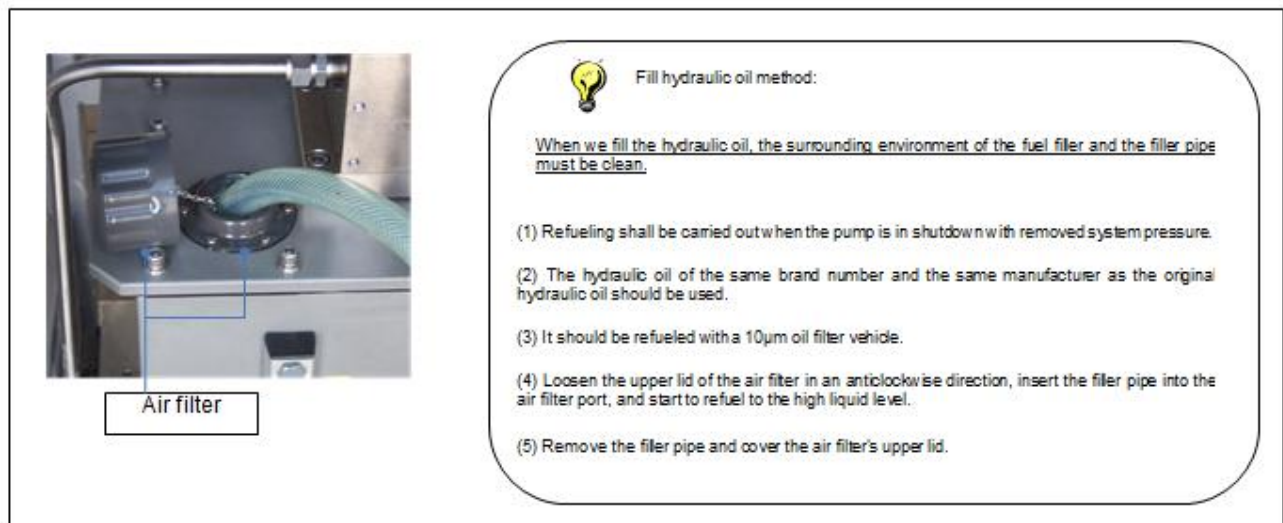 Fill hydraulic oil method:
When we fill the hydraulic oil, the surrounding environment of the fuel filler and the filler pipe
must be clean.
(1) Refueling shall be carried out when the pump is in shutdown with removed system pressure.
(2) The hydraulic oil of the same brand number and the same manufacturer as the original
hydraulic oil should be used.
(3) It should be refueled with a 10μm oil filter vehicle.
(4) Loosen the upper lid of the air filter in an anticlockwise direction, insert the filler pipe into the
air filter port, and start to refuel to the high liquid level.
(5) Remove the filler pipe and cover the air filter's upper lid.
Air filter